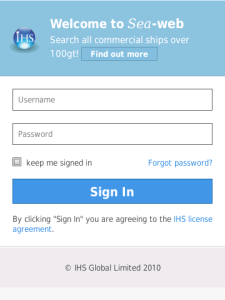 IHS
Welcome to Sea-web
Search all commercial ships over
100gt! Find out more
Username
Password
keep me signed in Forgot password?
Sign In
By clicking "Sign In" you are agreeing to the IHS license
agreement.
© IHS Global Limited 2010